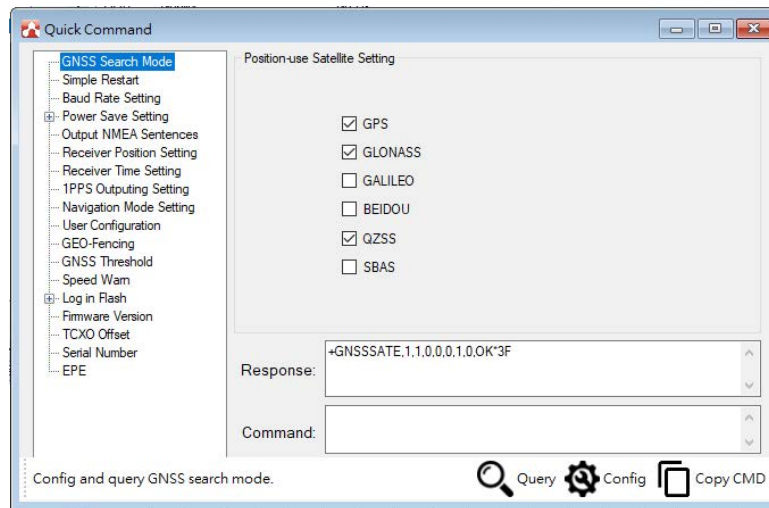 Quick Command
GNSS Search Mode
Simple Restart
Baud Rate Setting
Power Save Setting
Output NMEA Sentences
Receiver Position Setting
Receiver Time Setting
1PPS Outputing Setting
Navigation Mode Setting
User Configuration
GEO-Fencing
GNSS Threshold
Speed Warn
Log in Flash
Firmware Version
TCXO Offset
Serial Number
EPE
Position-use Satellite Setting
GPS
GLONASS
GALILEO
BEIDOU
QZSS
SBAS
Response:
+GNSSSATE,1,1,0,0,0,1,0,OK*3F
Command:
Config and query GNSS search mode.
Query
Config
Copy CMD